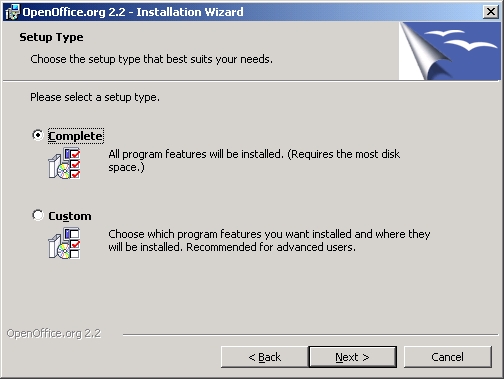 OpenOffice.org 2.2 - Installation Wizard
Setup Type
Choose the setup type that best suits your needs.
Please select a setup type.
Complete
All program features will be installed. (Requires the most disk
space.)
Custom
Choose which program features you want installed and where they
will be installed. Recommended for advanced users.
OpenOffice.org 2.2
< Back
Next >
Cancel